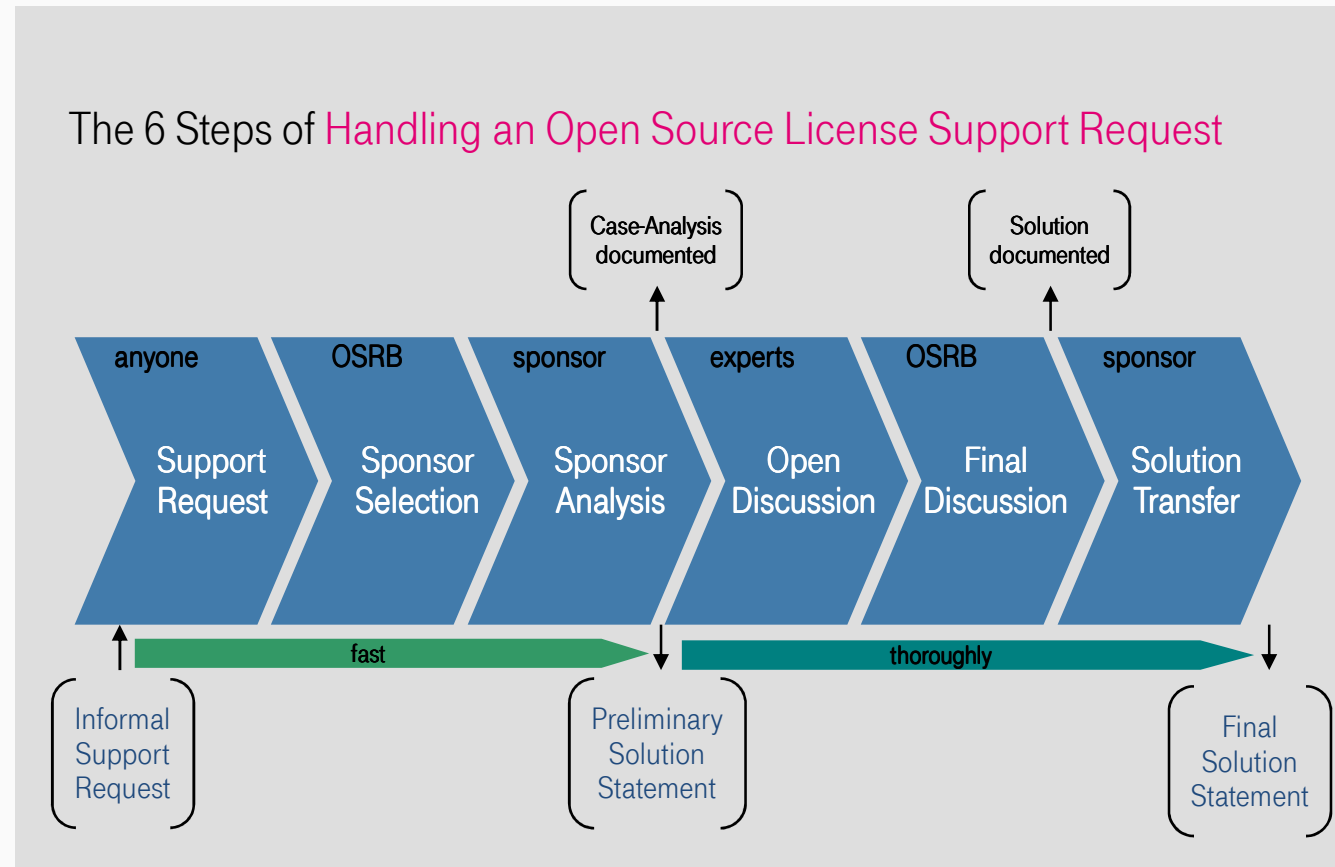 The 6 Steps of Handling an Open Source License Support Request
Case-Analysis
documented
Solution
documented
anyone
OSRB
sponsor
experts
OSRB
sponsor
Support
Request
Sponsor
Selection
Sponsor
Analysis
Open
Discussion
Final
Discussion
Solution
Transfer
fast
thoroughly
Informal
Support
Request
Preliminary
Solution
Statement
Final
Solution
Statement